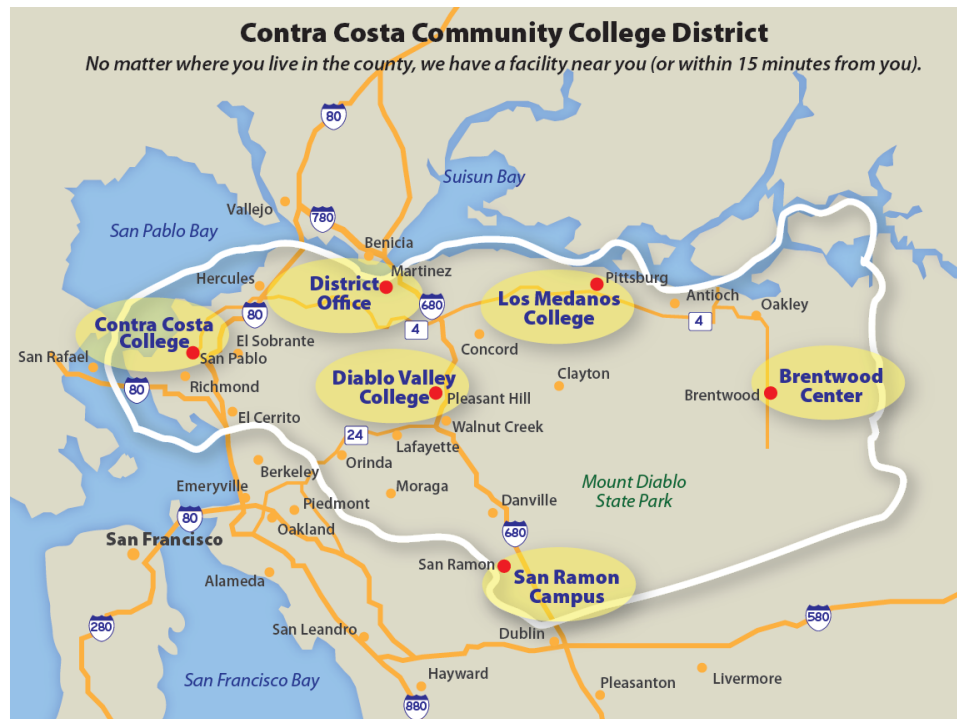 Contra Costa Community College District
No matter where you live in the county, we have a facility near you (or within 15 minutes from you).
80
Suisun Bay
Vallejo
780
San Pablo Bay
Benicia
Martinez
Hercules
District
Office
680
Pittsburg
Los Medanos
College
Antioch
Oakley
80
4
4
Contra Costa
College
El Sobrante
San Pablo
San Rafael
Concord
Clayton
Diablo Valley
College
Pleasant Hill
Brentwood
Brentwood
Center
80
Richmond
El Cerrito
Walnut Creek
24
Lafayette
Orinda
Berkeley
Emeryville
Moraga
Mount Diablo
State Park
Piedmont
Danville
80
Oakland
680
San Francisco
San Ramon
San Ramon
Campus
Alameda
280
580
San Leandro
Dublin
San Francisco Bay
Hayward
Pleasanton
Livermore
880